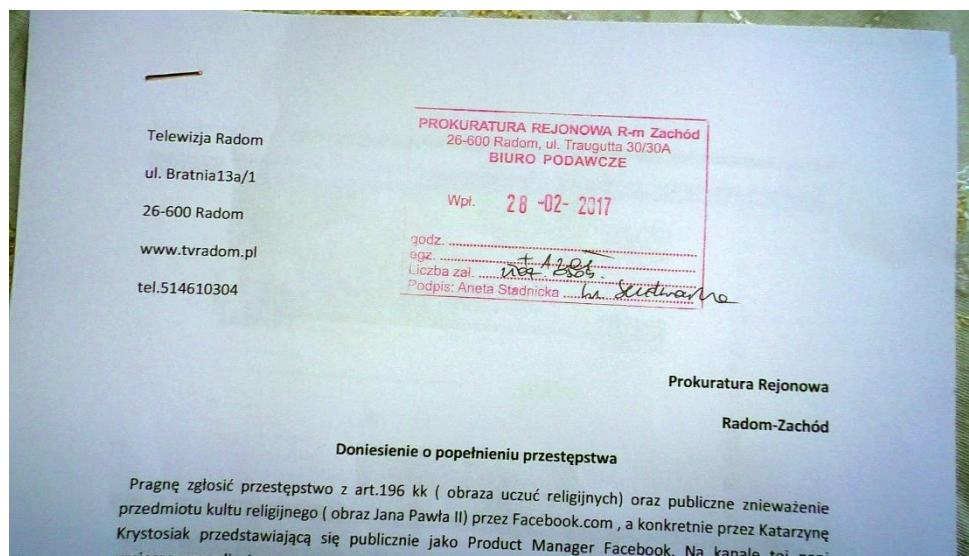 Telewizja Radom
ul. Bratnia13a/1
26-600 Radom
www.tvradom.pl
tel.514610304
PROKURATURA REJONOWA R-m Zachód
26-600 Radom, ul. Traugutta 30/30A
BIURO PODAWCZE
Wpł. 28 -02- 2017
godz.
egz.
Liczba zał.
Podpis: Aneta Stadnicka
Prokuratura Rejonowa
Radom-Zachód
Doniesienie o popełnieniu przestępstwa
Pragnę zgłosić przestępstwo z art.196 kk ( obraza uczuć religijnych) oraz publiczne znieważenie
przedmiotu kultu religijnego ( obraz Jana Pawła II) przez Facebook.com , a konkretnie przez Katarzynę
Krystosiak przedstawiającą się publicznie jako Product Manager Facebook. Na kanale tej pani